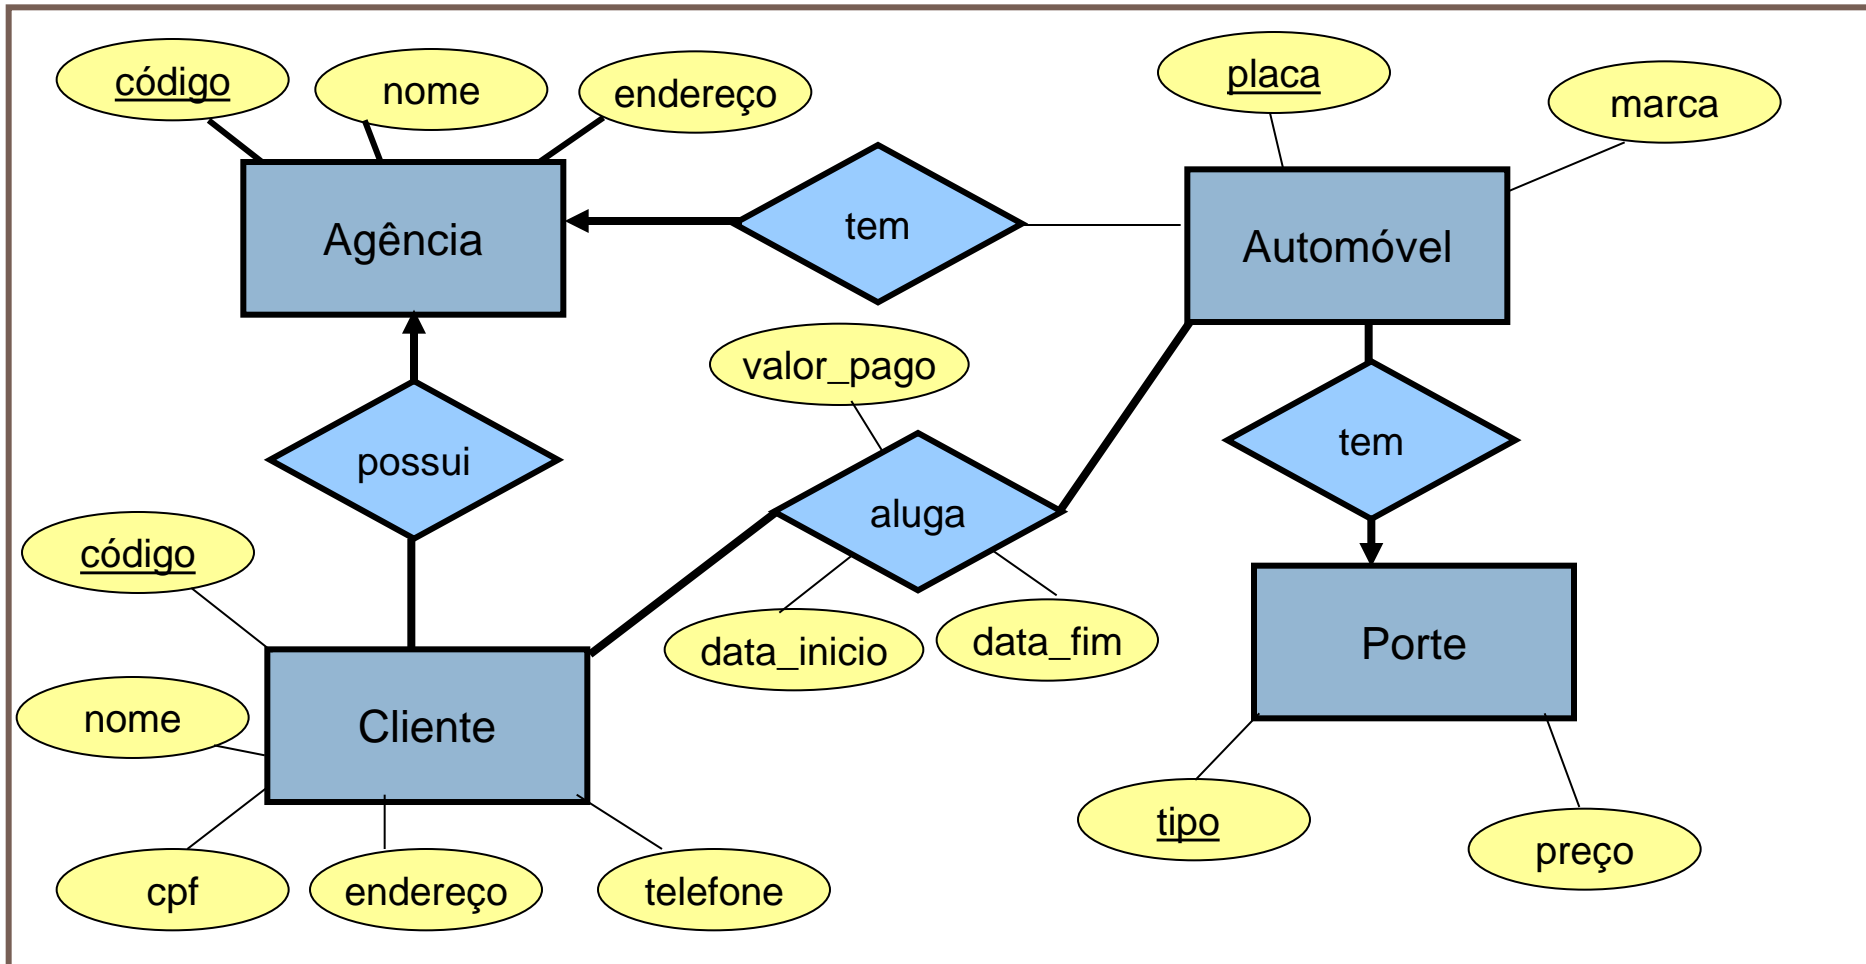 código
nome
endereço
placa
marca
Agência
tem
Automóvel
valor_pago
possui
aluga
tem
código
data_inicio
data_fim
Porte
nome
Cliente
tipo
preço
cpf
endereço
telefone